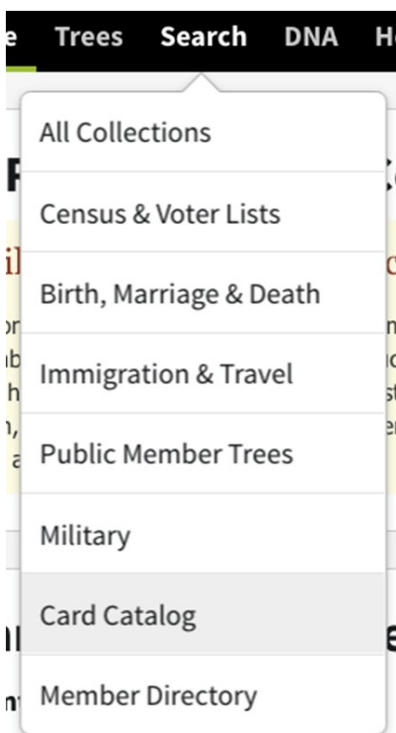 Trees Search DNA
All Collections
Census & Voter Lists
Birth, Marriage & Death
Immigration & Travel
Public Member Trees
Military
Card Catalog
Member Directory